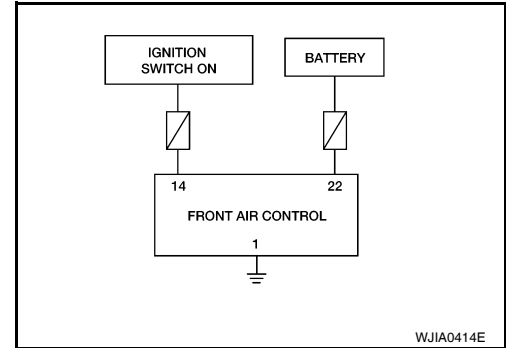 IGNITION
SWITCH ON
BATTERY
14
22
FRONT AIR CONTROL
1
WJIA0414E